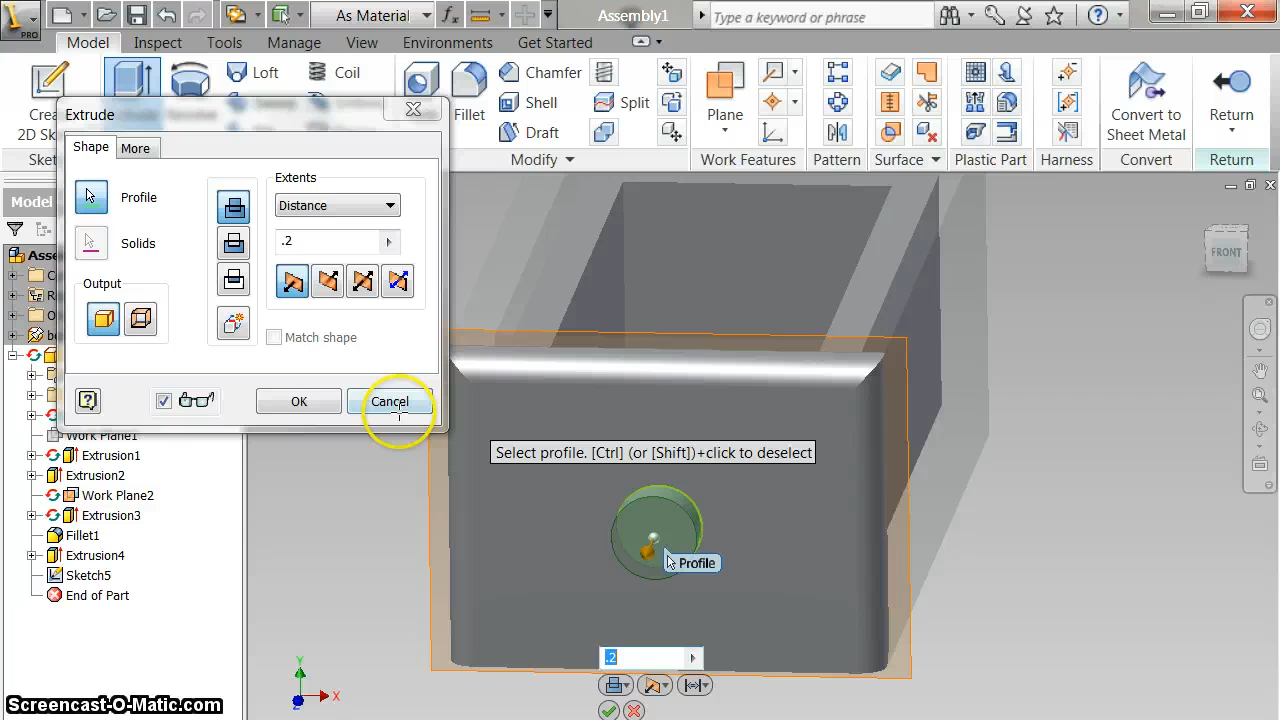 PRO
As Material
Assembly1
Type a keyword or phrase
Model
Inspect
Tools
Manage
View
Environments
Get Started
Loft
Coil
Chamfer
Shell
Split
Fillet
Draft
Plane
Convert to
Sheet Metal
Return
Modify
Work Features
Pattern
Surface
Plastic Part
Harness
Convert
Return
Extrude
Shape
More
Profile
Solids
Output
Extents
Distance
.2
Match shape
OK
Cancel
Model
Work Plane1
Extrusion1
Extrusion2
Work Plane2
Extrusion3
Fillet1
Extrusion4
Sketch5
End of Part
FRONT
Select profile. [Ctrl] (or [Shift])+click to deselect
Profile
.2
Y
X
Z
Screencast-O-Matic.com